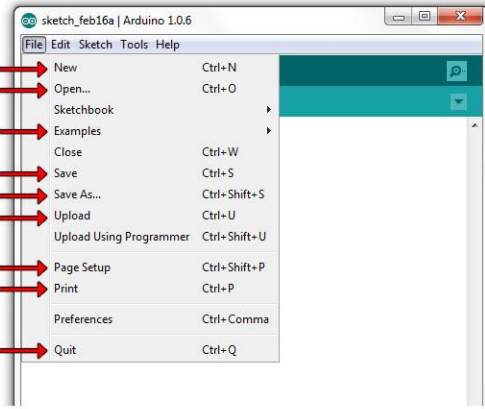 sketch_feb16a | Arduino 1.0.6
File Edit Sketch Tools Help
New Ctrl+N
Open... Ctrl+O
Sketchbook
Examples
Close Ctrl+W
Save Ctrl+S
Save As... Ctrl+Shift+S
Upload Ctrl+U
Upload Using Programmer Ctrl+Shift+U
Page Setup Ctrl+Shift+P
Print Ctrl+P
Preferences Ctrl+Comma
Quit Ctrl+Q